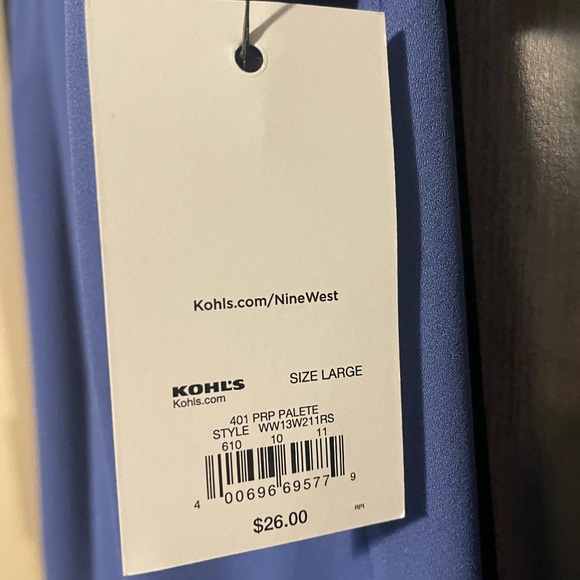 Kohls.com/NineWest
KOHL'S
SIZE LARGE
Kohls.com
401 PRP PALETE
STYLE WW13W211RS
610 10 11
4 00696 69577 9
$26.00
RPI